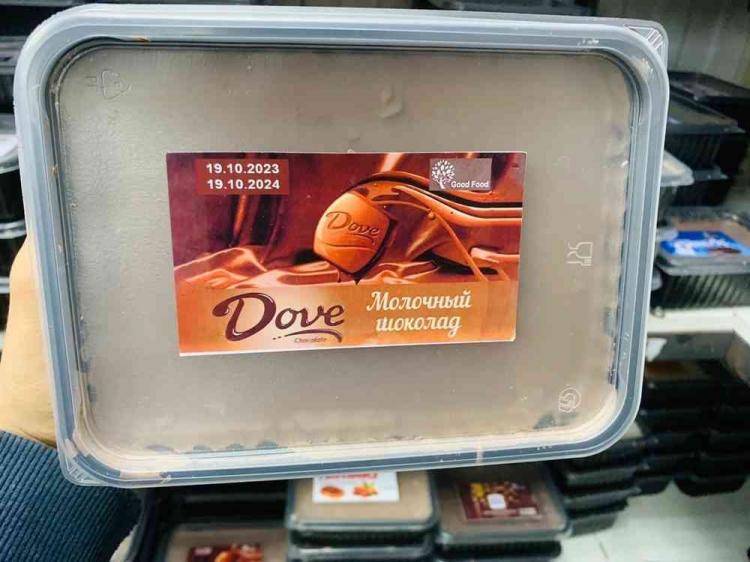 19.10.2023
19.10.2024
Good Food
Dove
Dove
Chocolate
Молочный
шоколад